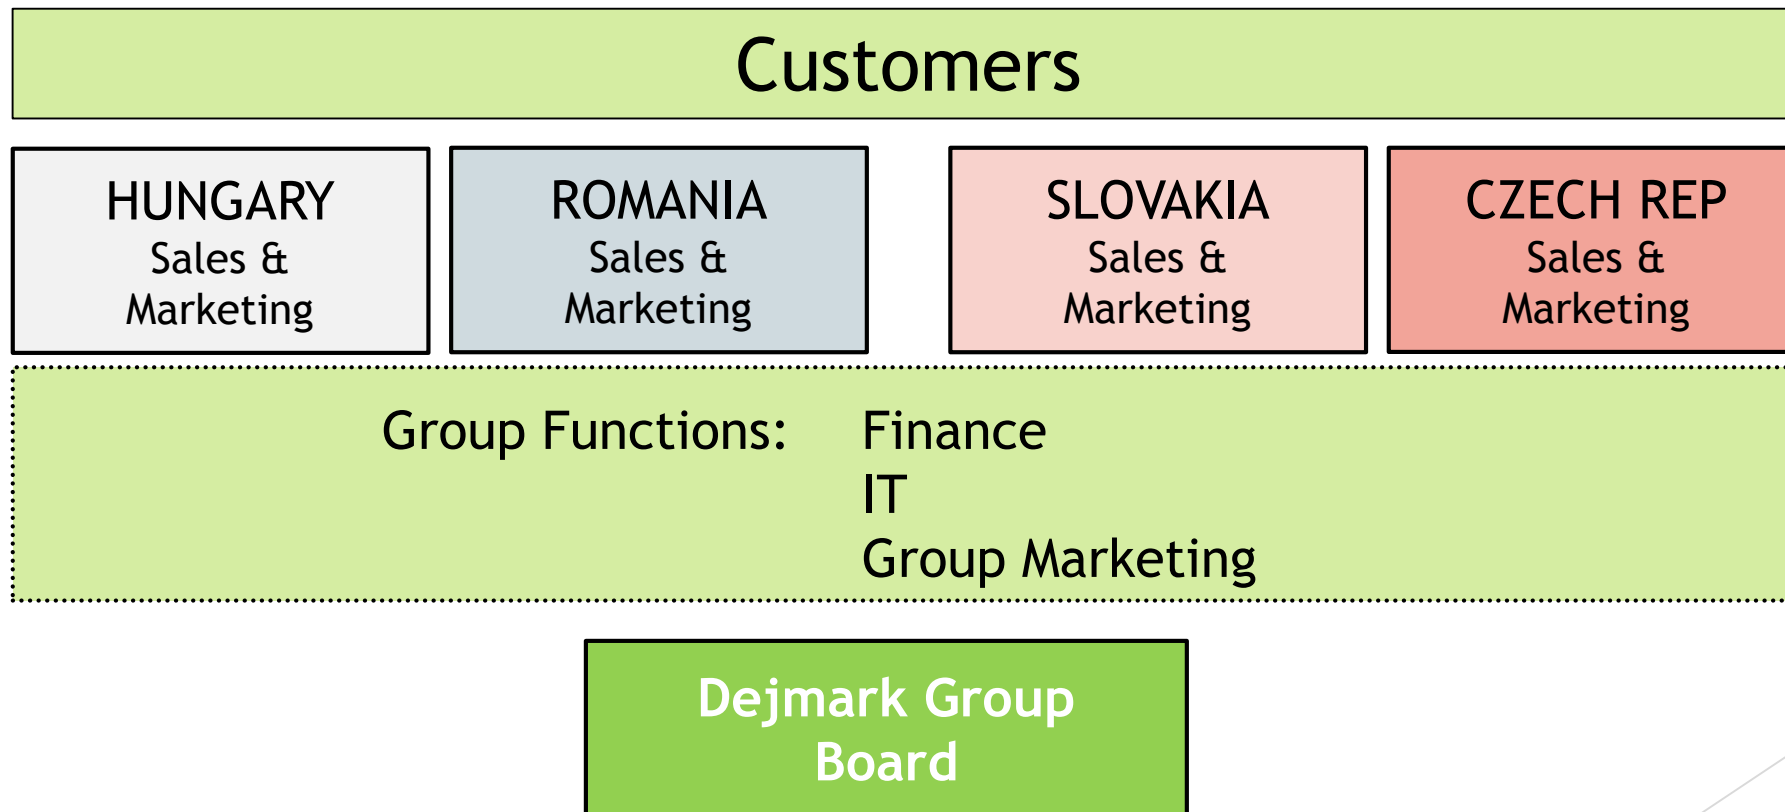 Customers
HUNGARY
Sales &
Marketing
ROMANIA
Sales &
Marketing
SLOVAKIA
Sales &
Marketing
CZECH REP
Sales &
Marketing
Group Functions: Finance
IT
Group Marketing
Dejmark Group
Board